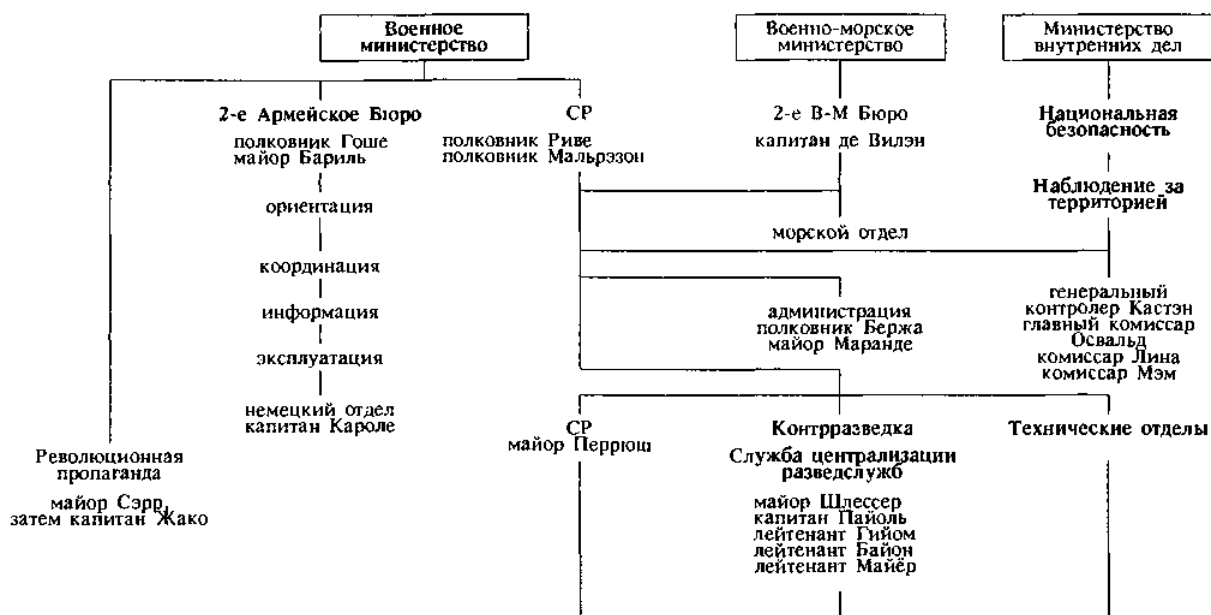 Военное
министерство
Военно-морское
министерство
Министерство
внутренних дел
2-е Армейское Бюро
полковник Гоше
майор Бариль
СР
полковник Риве
полковник Мальрэзон
2-е В-М Бюро
капитан де Вилэн
Национальная
безопасность
Наблюдение за
территорией
ориентация
морской отдел
координация
информация
эксплуатация
немецкий отдел
капитан Кароле
администрация
полковник Бержа
майор Маранде
генеральный
контролер Кастэн
главный комиссар
Освальд
комиссар Лина
комиссар Мэм
Революционная
пропаганда
майор Сэрр,
затем капитан Жако
СР
майор Перрюш
Контрразведка
Служба централизации
разведслужб
майор Шлессер
капитан Пайоль
лейтенант Гийом
лейтенант Байон
лейтенант Майёр
Технические отделы